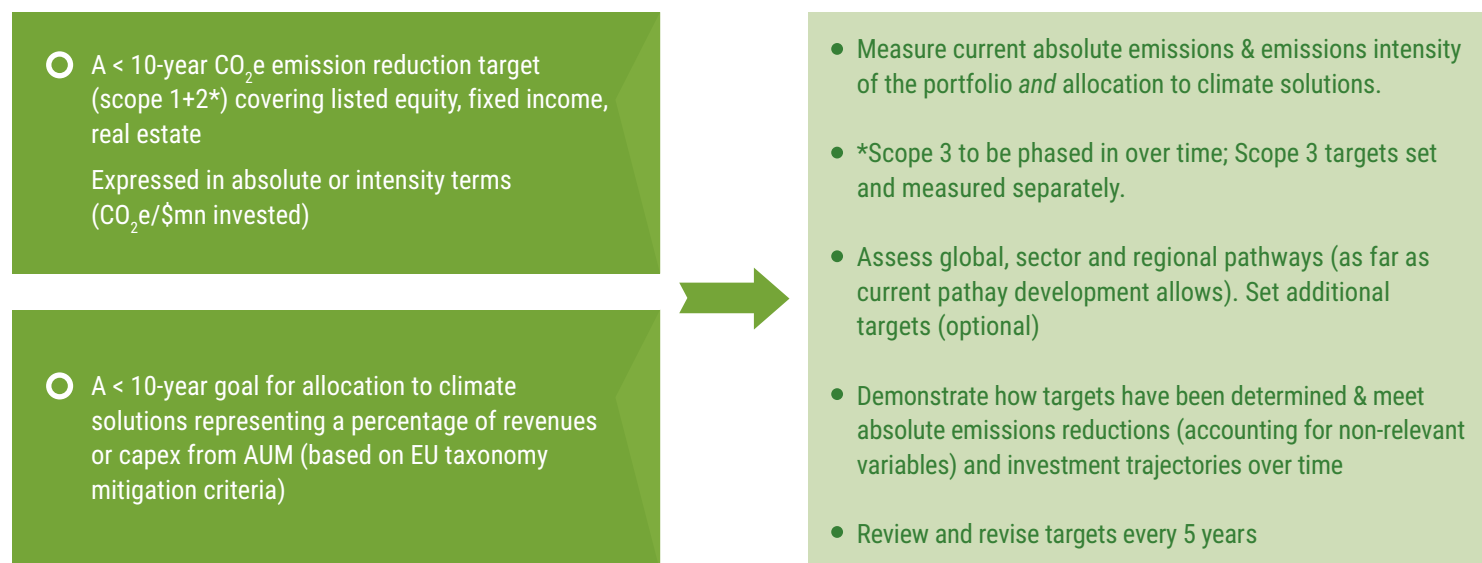 A < 10-year CO2e emission reduction target
(scope 1+2*) covering listed equity, fixed income,
real estate
Expressed in absolute or intensity terms
(CO2e/$mn invested)
A < 10-year goal for allocation to climate
solutions representing a percentage of revenues
or capex from AUM (based on EU taxonomy
mitigation criteria)
• Measure current absolute emissions & emissions intensity
of the portfolio and allocation to climate solutions.
• *Scope 3 to be phased in over time; Scope 3 targets set
and measured separately.
• Assess global, sector and regional pathways (as far as
current pathay development allows). Set additional
targets (optional)
• Demonstrate how targets have been determined & meet
absolute emissions reductions (accounting for non-relevant
variables) and investment trajectories over time
• Review and revise targets every 5 years